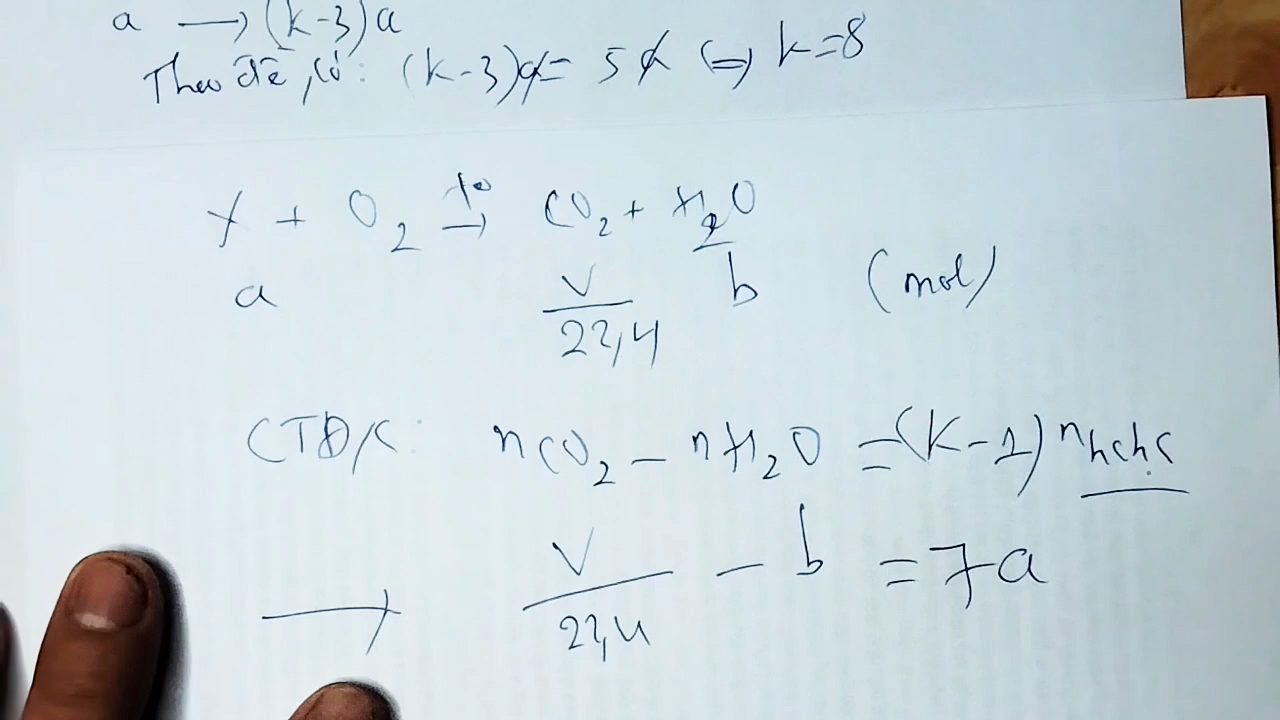 a → (k-3)a
Theo đề, có: (k-3)a = 5a ⇔ k=8
X + O₂ →(t°) CO₂ + H₂O
a V/22,4 b (mol)
CTĐK: nCO₂ - nH₂O = (K-1) nhchc
→ V/22,4 - b = 7a